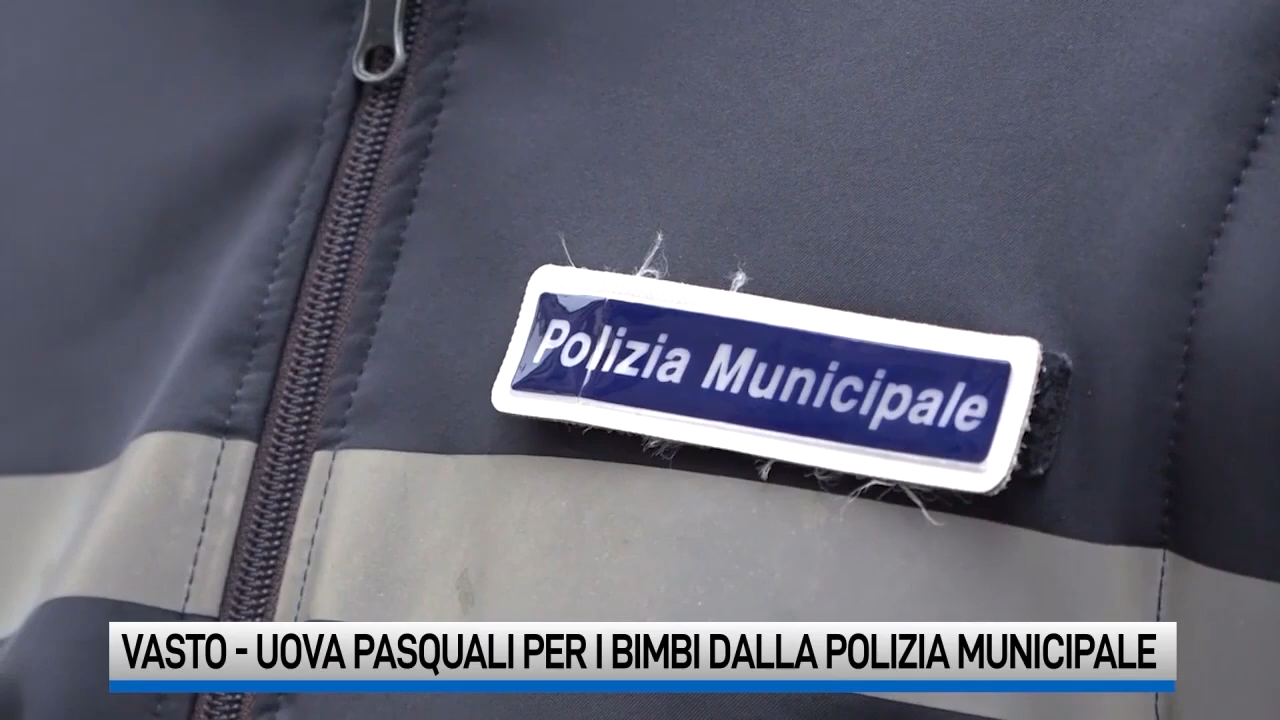 Polizia Municipale
VASTO - UOVA PASQUALI PER I BIMBI DALLA POLIZIA MUNICIPALE